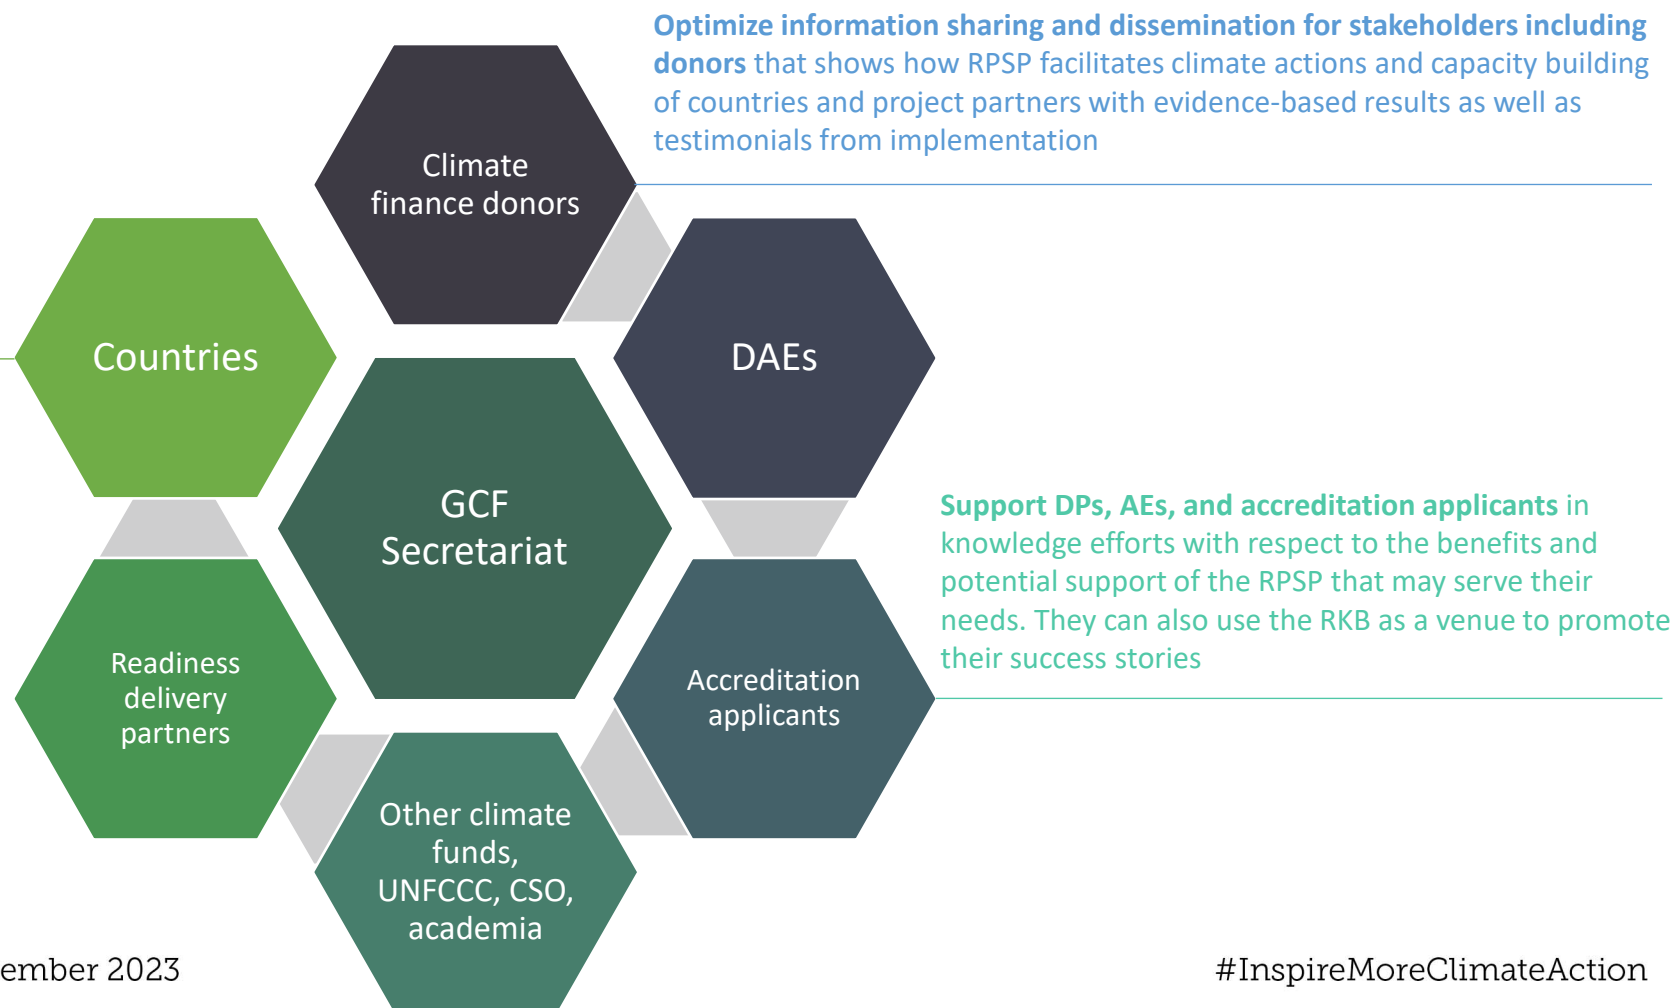 Optimize information sharing and dissemination for stakeholders including
donors that shows how RPSP facilitates climate actions and capacity building
of countries and project partners with evidence-based results as well as
testimonials from implementation
Climate
finance donors
Countries
DAEs
GCF
Secretariat
Support DPs, AEs, and accreditation applicants in
knowledge efforts with respect to the benefits and
potential support of the RPSP that may serve their
needs. They can also use the RKB as a venue to promote
their success stories
Readiness
delivery
partners
Accreditation
applicants
Other climate
funds,
UNFCCC, CSO,
academia
ember 2023
#InspireMoreClimateAction